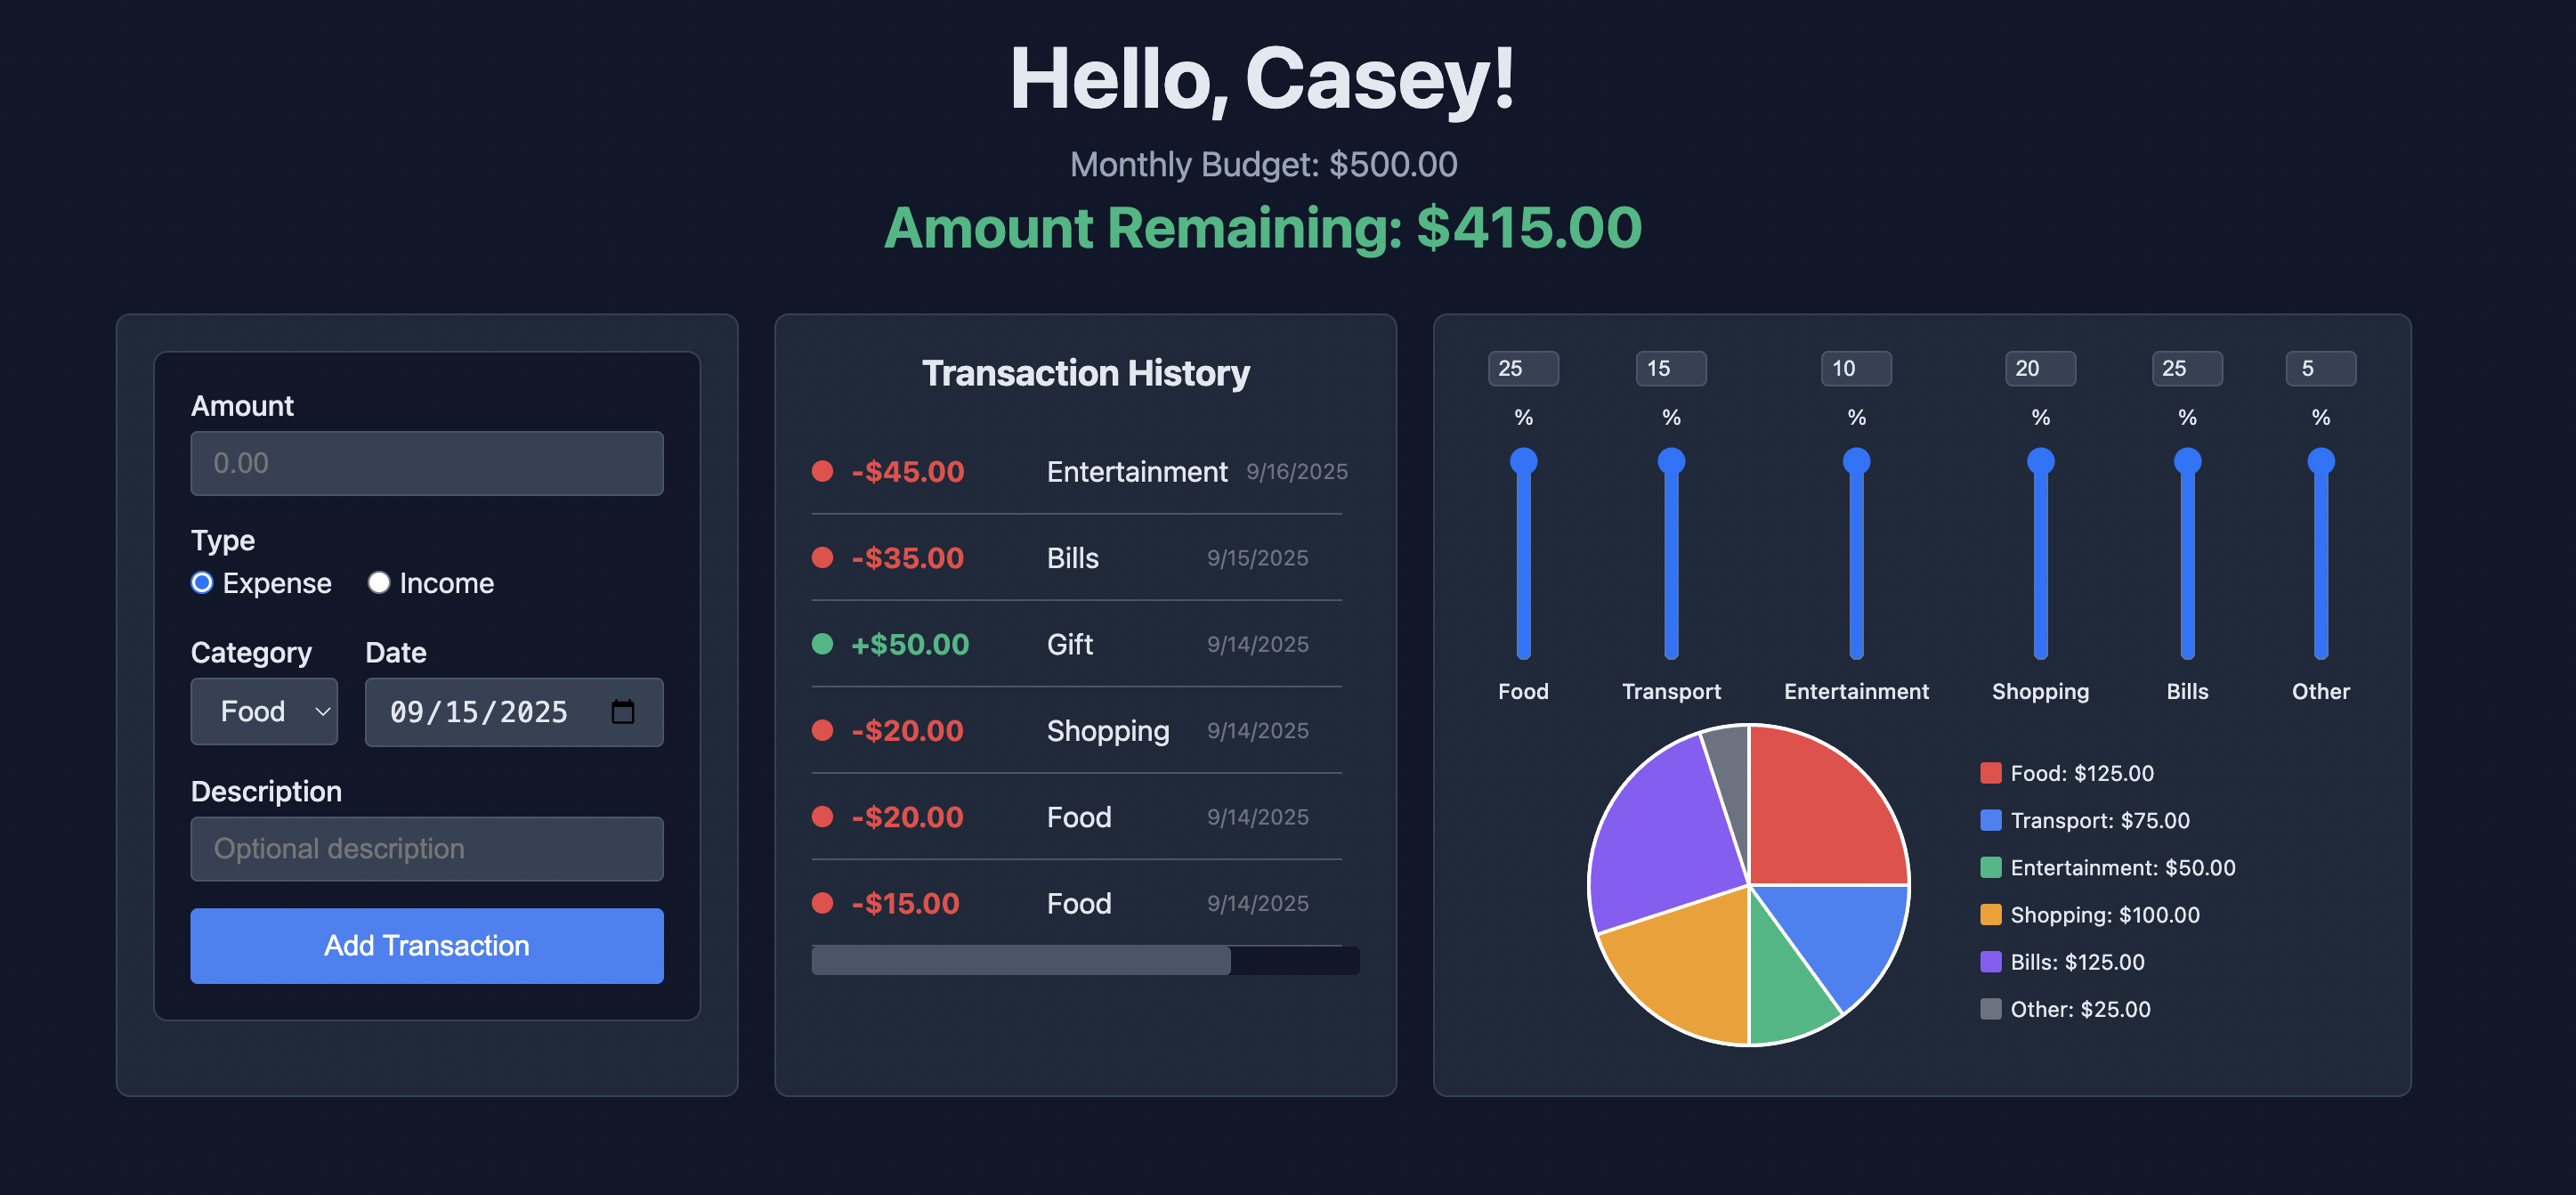 Hello, Casey!
Monthly Budget: $500.00
Amount Remaining: $415.00
Amount
0.00
Type
Expense Income
Category Date
Food 09/15/2025
Description
Optional description
Add Transaction
Transaction History
-$45.00 Entertainment 9/16/2025
-$35.00 Bills 9/15/2025
+$50.00 Gift 9/14/2025
-$20.00 Shopping 9/14/2025
-$20.00 Food 9/14/2025
-$15.00 Food 9/14/2025
25 15 10 20 25 5
% % % % % %
Food Transport Entertainment Shopping Bills Other
Food: $125.00
Transport: $75.00
Entertainment: $50.00
Shopping: $100.00
Bills: $125.00
Other: $25.00